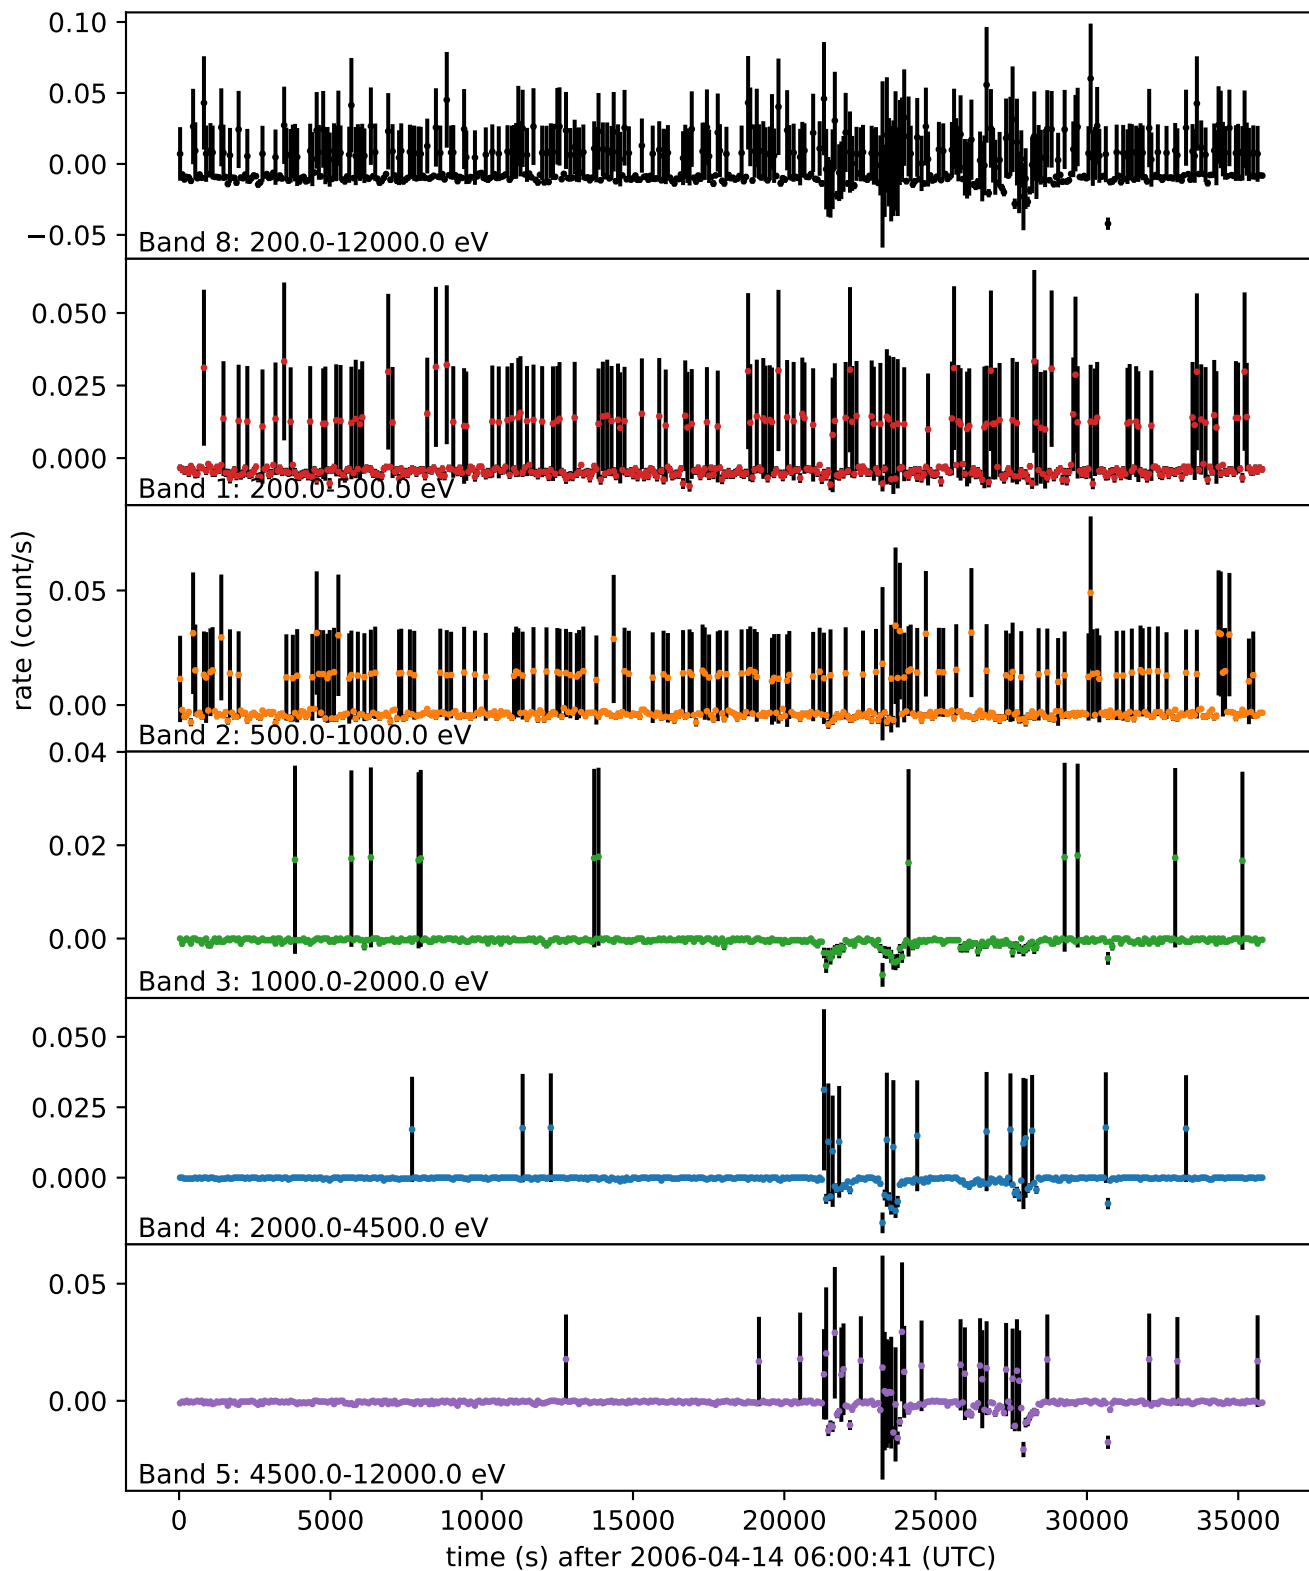 0.10
0.05
0.00
−0.05
Band 8: 200.0-12000.0 eV
0.050
0.025
0.000
Band 1: 200.0-500.0 eV
rate (count/s)
0.05
0.00
Band 2: 500.0-1000.0 eV
0.04
0.02
0.00
Band 3: 1000.0-2000.0 eV
0.050
0.025
0.000
Band 4: 2000.0-4500.0 eV
0.05
0.00
Band 5: 4500.0-12000.0 eV
0 5000 10000 15000 20000 25000 30000 35000
time (s) after 2006-04-14 06:00:41 (UTC)